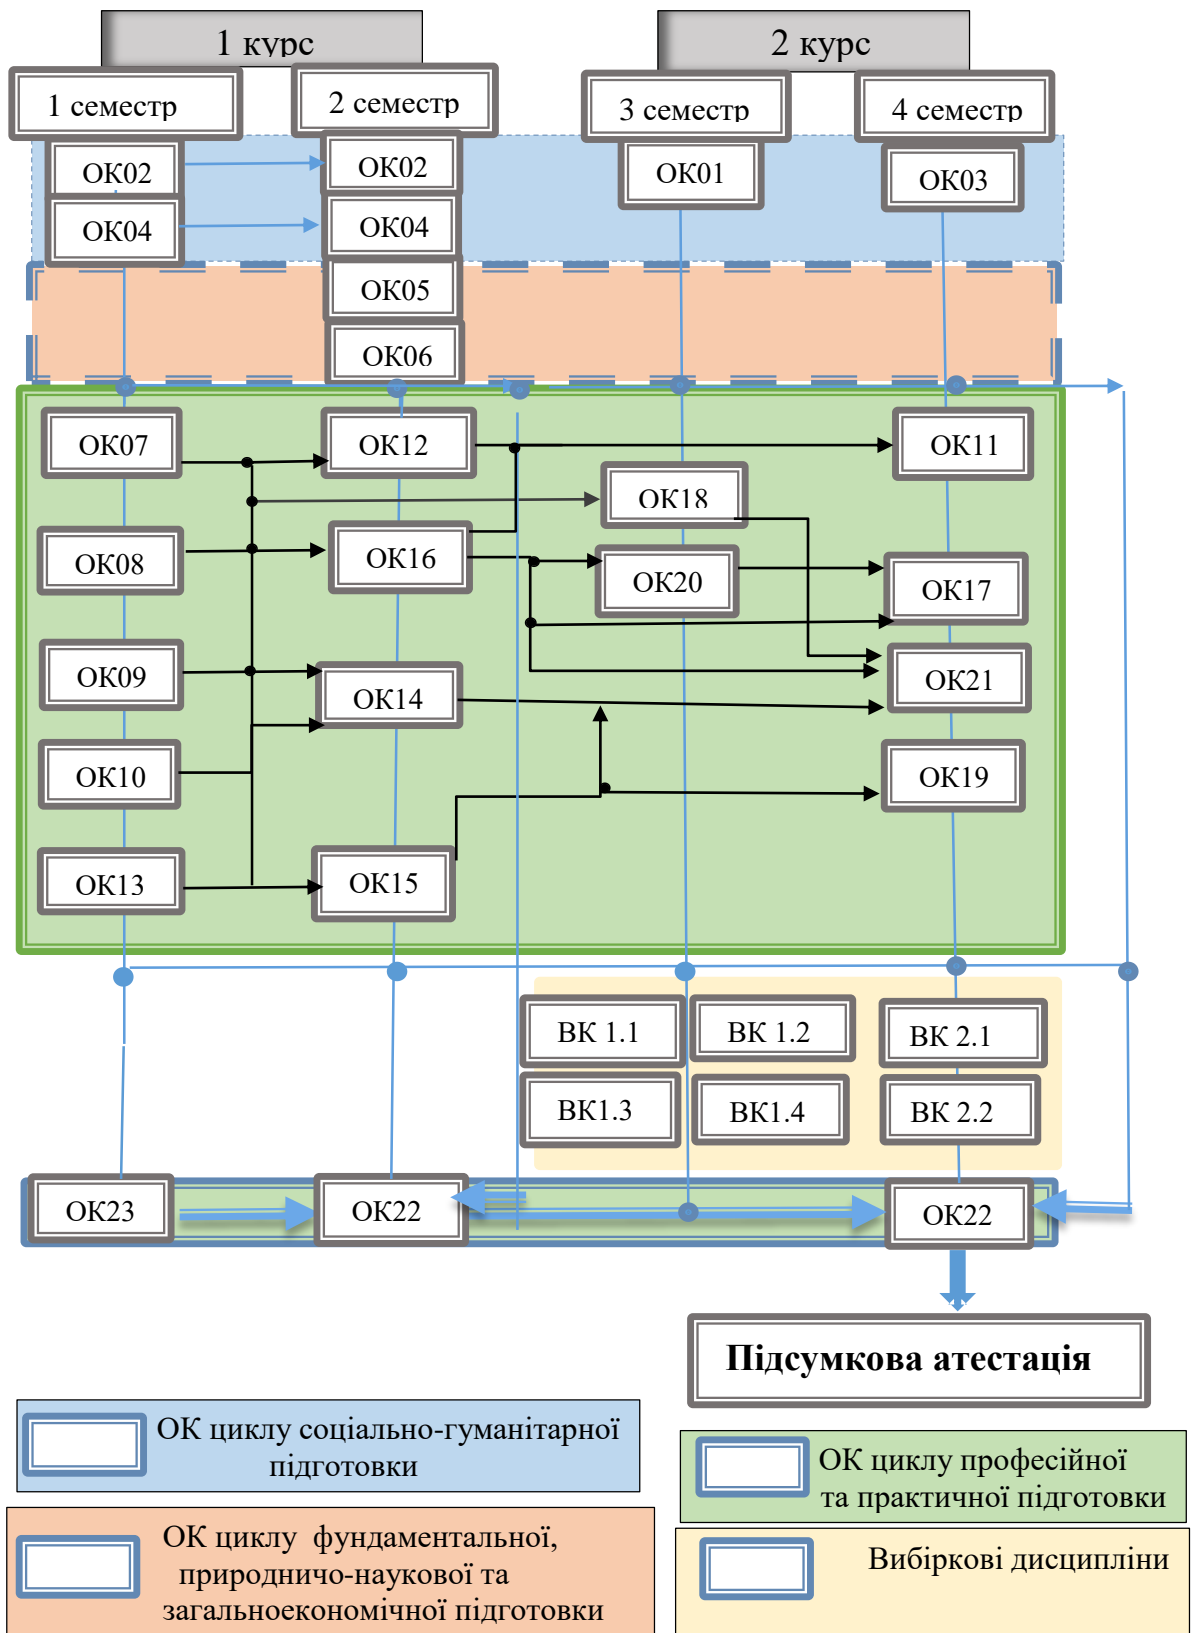 1 курс
2 курс
1 семестр
2 семестр
3 семестр
4 семестр
ОК02
ОК02
ОК01
ОК03
ОК04
ОК04
ОК05
ОК06
ОК07
ОК12
ОК11
ОК18
ОК08
ОК16
ОК20
ОК17
ОК09
ОК14
ОК21
ОК10
ОК19
ОК13
ОК15
ВК 1.1
ВК 1.2
ВК 2.1
ВК1.3
ВК1.4
ВК 2.2
ОК23
ОК22
ОК22
Підсумкова атестація
ОК циклу соціально-гуманітарної
підготовки
ОК циклу професійної
та практичної підготовки
ОК циклу фундаментальної,
природничо-наукової та
загальноекономічної підготовки
Вибіркові дисципліни